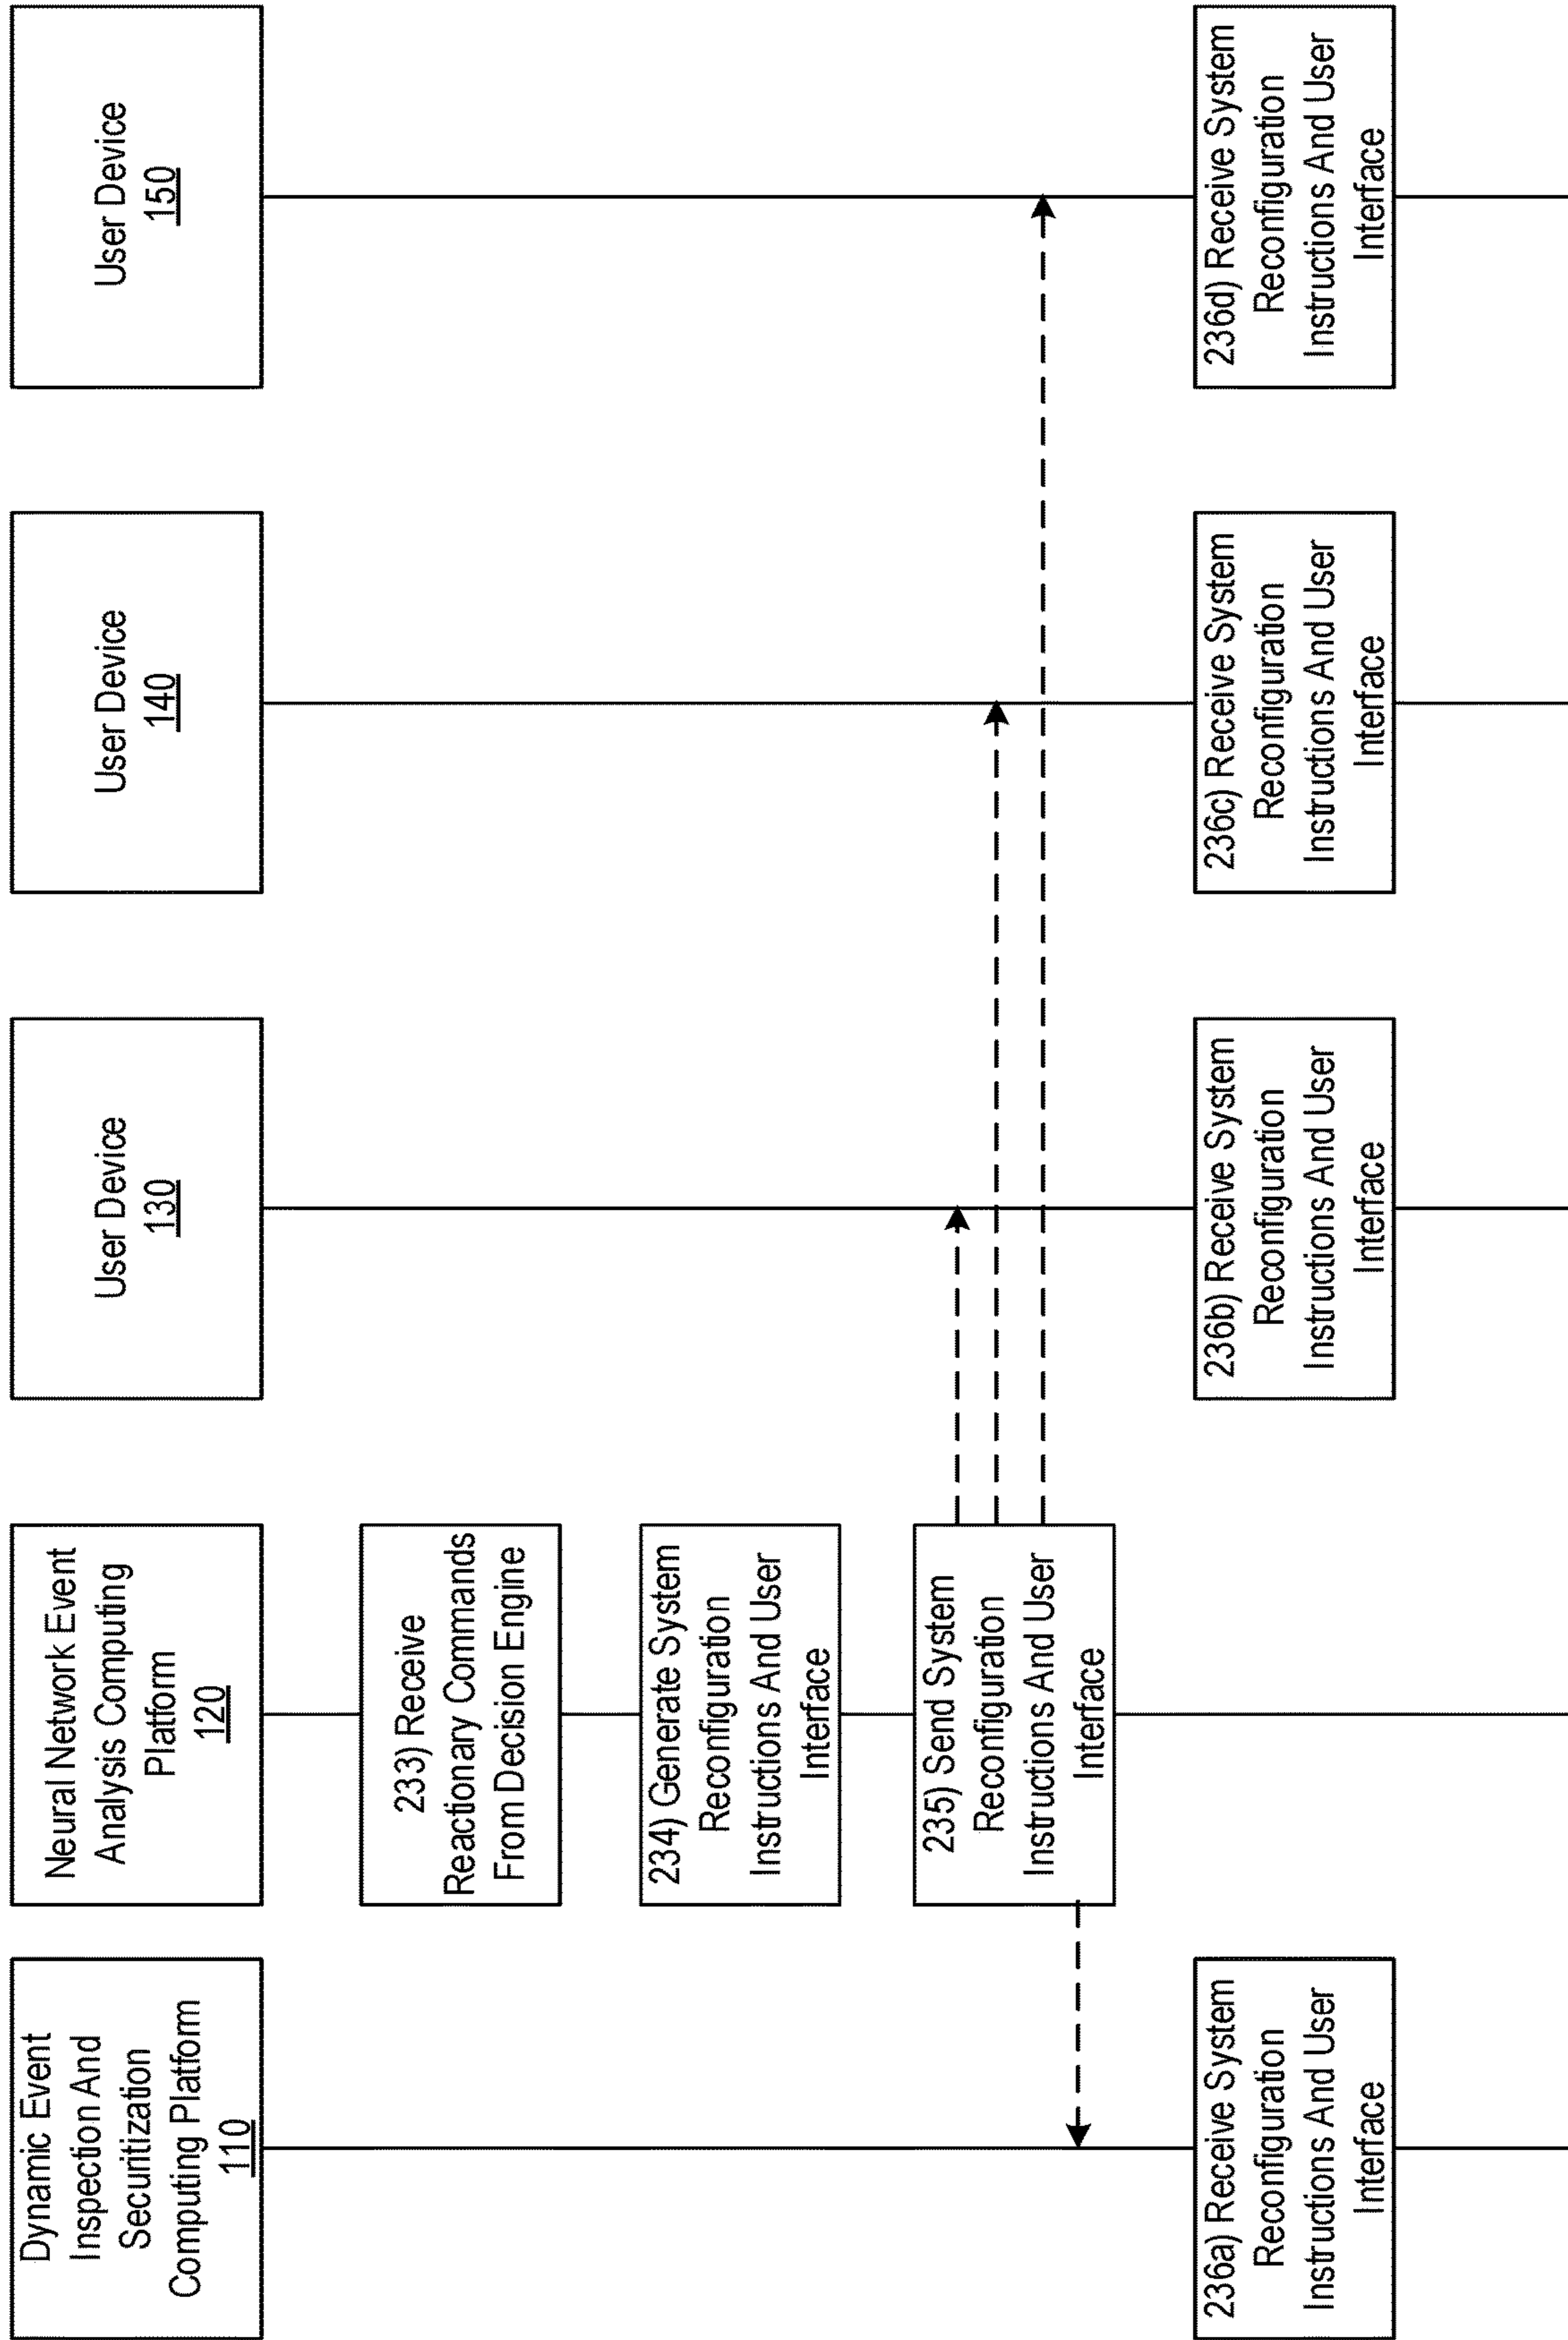 Dynamic Event
Inspection And
Securitization
Computing Platform
110
Neural Network Event
Analysis Computing
Platform
120
User Device
130
User Device
140
User Device
150
233) Receive
Reactionary Commands
From Decision Engine
234) Generate System
Reconfiguration
Instructions And User
Interface
235) Send System
Reconfiguration
Instructions And User
Interface
236a) Receive System
Reconfiguration
Instructions And User
Interface
236b) Receive System
Reconfiguration
Instructions And User
Interface
236c) Receive System
Reconfiguration
Instructions And User
Interface
236d) Receive System
Reconfiguration
Instructions And User
Interface